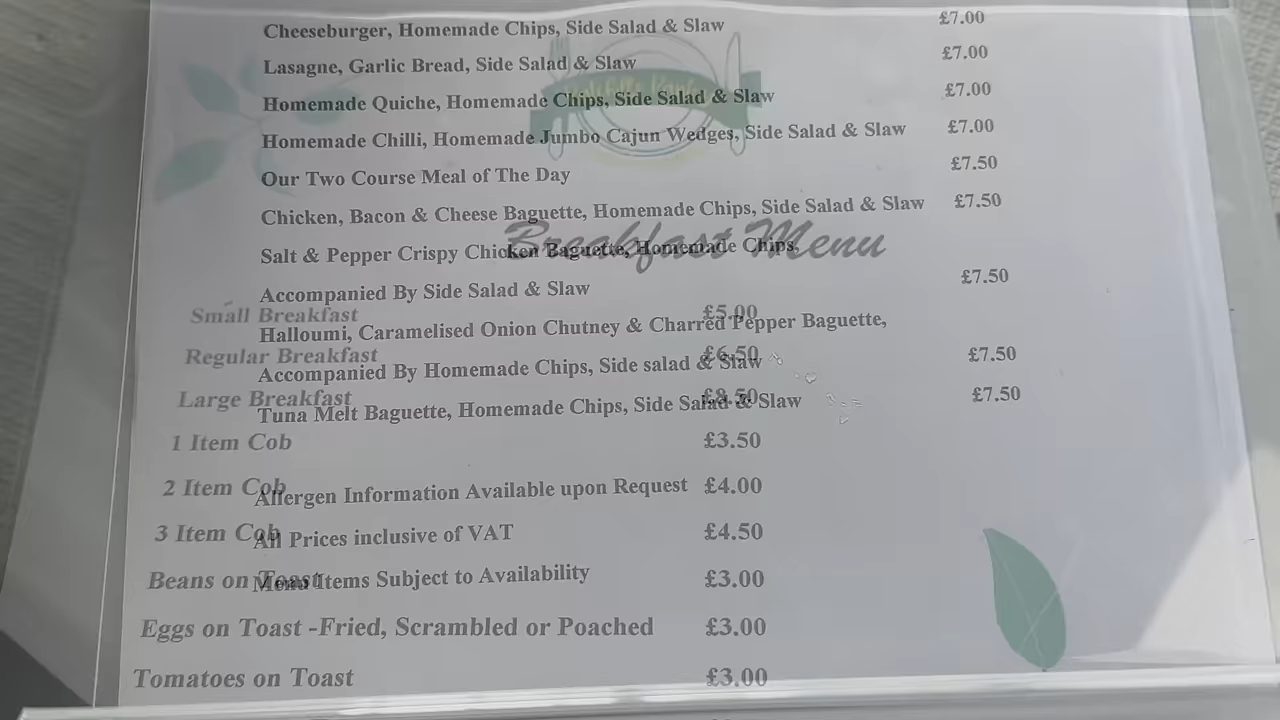 Cheeseburger, Homemade Chips, Side Salad & Slaw £7.00
Lasagne, Garlic Bread, Side Salad & Slaw £7.00
Homemade Quiche, Homemade Chips, Side Salad & Slaw £7.00
Homemade Chilli, Homemade Jumbo Cajun Wedges, Side Salad & Slaw £7.00
Our Two Course Meal of The Day £7.50
Chicken, Bacon & Cheese Baguette, Homemade Chips, Side Salad & Slaw £7.50
Salt & Pepper Crispy Chicken Baguette, Homemade Chips,
Accompanied By Side Salad & Slaw £7.50
Halloumi, Caramelised Onion Chutney & Charred Pepper Baguette,
Accompanied By Homemade Chips, Side salad & Slaw £7.50
Tuna Melt Baguette, Homemade Chips, Side Salad & Slaw £7.50
Allergen Information Available upon Request
All Prices inclusive of VAT
Menu Items Subject to Availability
Breakfast Menu
Small Breakfast £5.00
Regular Breakfast £6.50
Large Breakfast £8.50
1 Item Cob £3.50
2 Item Cob £4.00
3 Item Cob £4.50
Beans on Toast £3.00
Eggs on Toast -Fried, Scrambled or Poached £3.00
Tomatoes on Toast £3.00